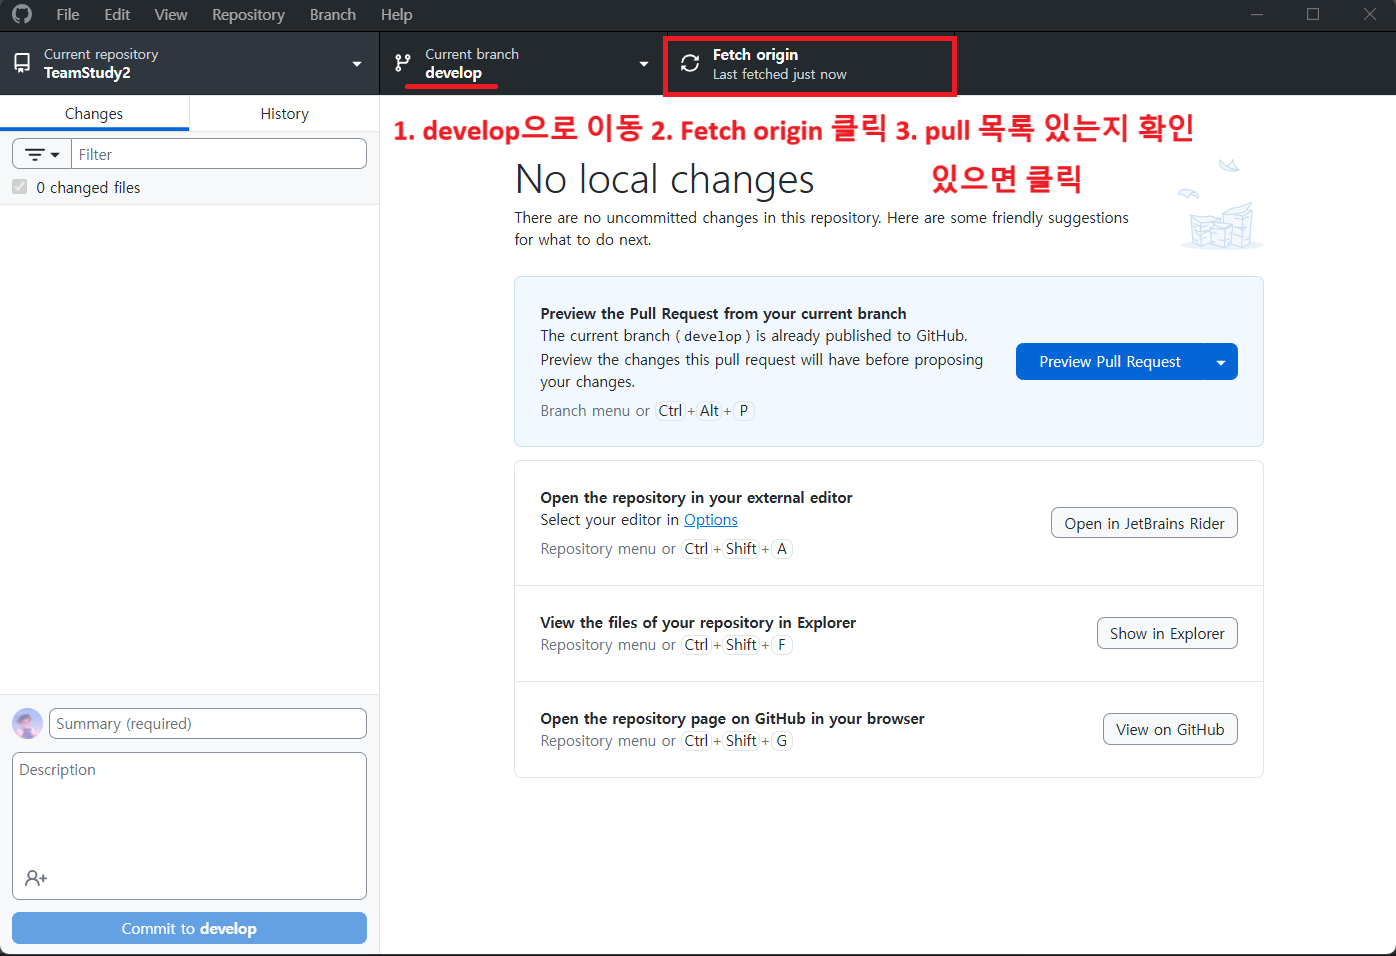 File Edit View Repository Branch Help
Current repository
TeamStudy2
Current branch
develop
Fetch origin
Last fetched just now
Changes
History
1. develop으로 이동 2. Fetch origin 클릭 3. pull 목록 있는지 확인
있으면 클릭
Filter
0 changed files
No local changes
There are no uncommitted changes in this repository. Here are some friendly suggestions
for what to do next.
Preview the Pull Request from your current branch
The current branch (develop) is already published to GitHub.
Preview the changes this pull request will have before proposing
your changes.
Branch menu or Ctrl + Alt + P
Preview Pull Request
Open the repository in your external editor
Select your editor in Options
Repository menu or Ctrl + Shift + A
Open in JetBrains Rider
View the files of your repository in Explorer
Repository menu or Ctrl + Shift + F
Show in Explorer
Open the repository page on GitHub in your browser
Repository menu or Ctrl + Shift + G
View on GitHub
Summary (required)
Description
Commit to develop